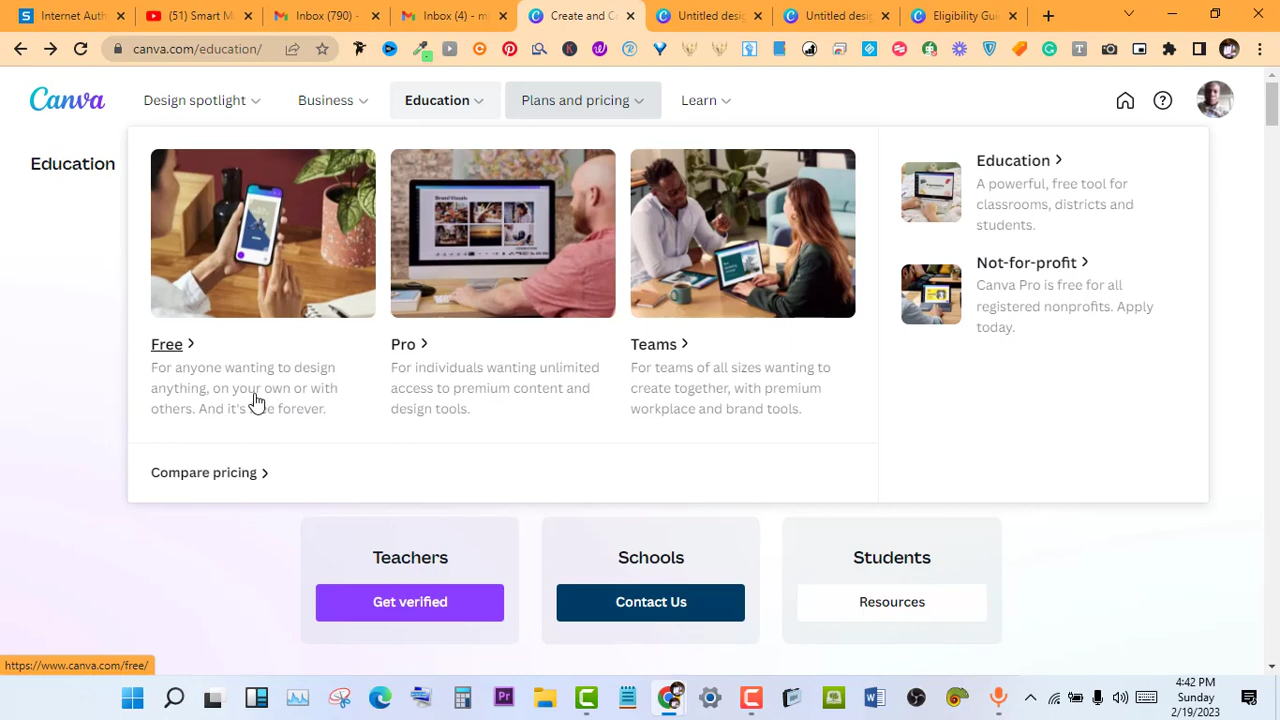 Internet Auth
(51) Smart M
Inbox (790) -
Inbox (4) - m
Create and C
Untitled desi
Untitled desi
Eligibility Gui
canva.com/education/
Canva
Design spotlight
Business
Education
Plans and pricing
Learn
Education
Free
For anyone wanting to design
anything, on your own or with
others. And it's free forever.
Pro
For individuals wanting unlimited
access to premium content and
design tools.
Teams
For teams of all sizes wanting to
create together, with premium
workplace and brand tools.
Compare pricing
Education
A powerful, free tool for
classrooms, districts and
students.
Not-for-profit
Canva Pro is free for all
registered nonprofits. Apply
today.
Teachers
Get verified
Schools
Contact Us
Students
Resources
https://www.canva.com/free/
4:42 PM
Sunday
2/19/2023